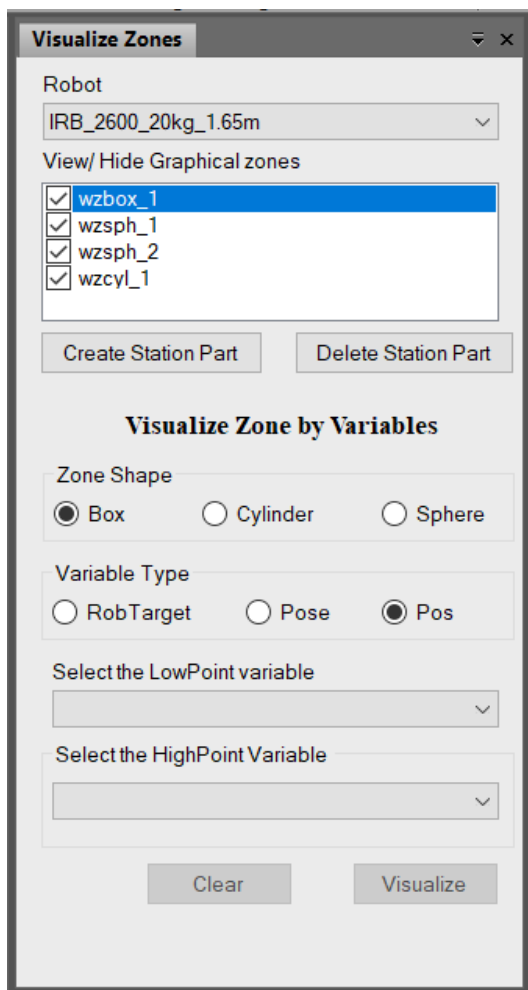 Visualize Zones
Robot
IRB_2600_20kg_1.65m
View/ Hide Graphical zones
wzbox_1
wzsph_1
wzsph_2
wzcyl_1
Create Station Part Delete Station Part
Visualize Zone by Variables
Zone Shape
Box Cylinder Sphere
Variable Type
RobTarget Pose Pos
Select the LowPoint variable
Select the HighPoint Variable
Clear Visualize